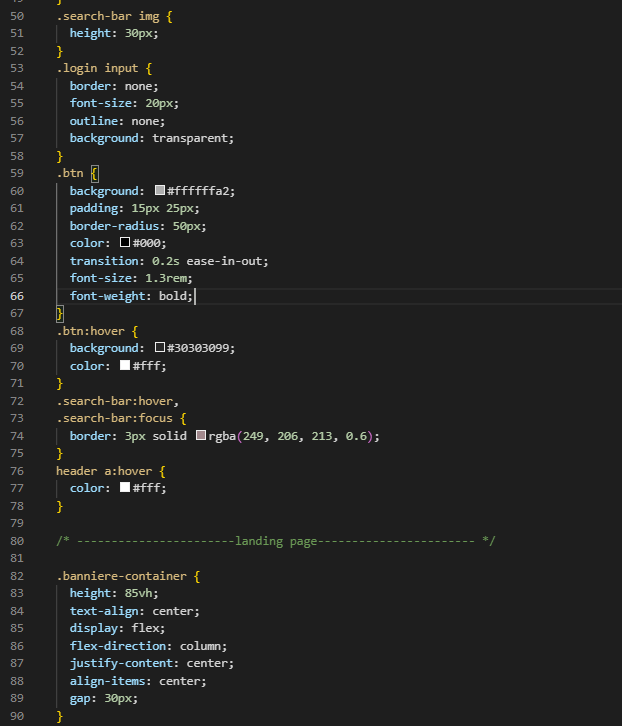 49 }
50 .search-bar img {
51 height: 30px;
52 }
53 .login input {
54 border: none;
55 font-size: 20px;
56 outline: none;
57 background: transparent;
58 }
59 .btn {
60 background: #ffffffa2;
61 padding: 15px 25px;
62 border-radius: 50px;
63 color: #000;
64 transition: 0.2s ease-in-out;
65 font-size: 1.3rem;
66 font-weight: bold;
67 }
68 .btn:hover {
69 background: #30303099;
70 color: #fff;
71 }
72 .search-bar:hover,
73 .search-bar:focus {
74 border: 3px solid rgba(249, 206, 213, 0.6);
75 }
76 header a:hover {
77 color: #fff;
78 }
79
80 /* -----------------------landing page----------------------- */
81
82 .banniere-container {
83 height: 85vh;
84 text-align: center;
85 display: flex;
86 flex-direction: column;
87 justify-content: center;
88 align-items: center;
89 gap: 30px;
90 }